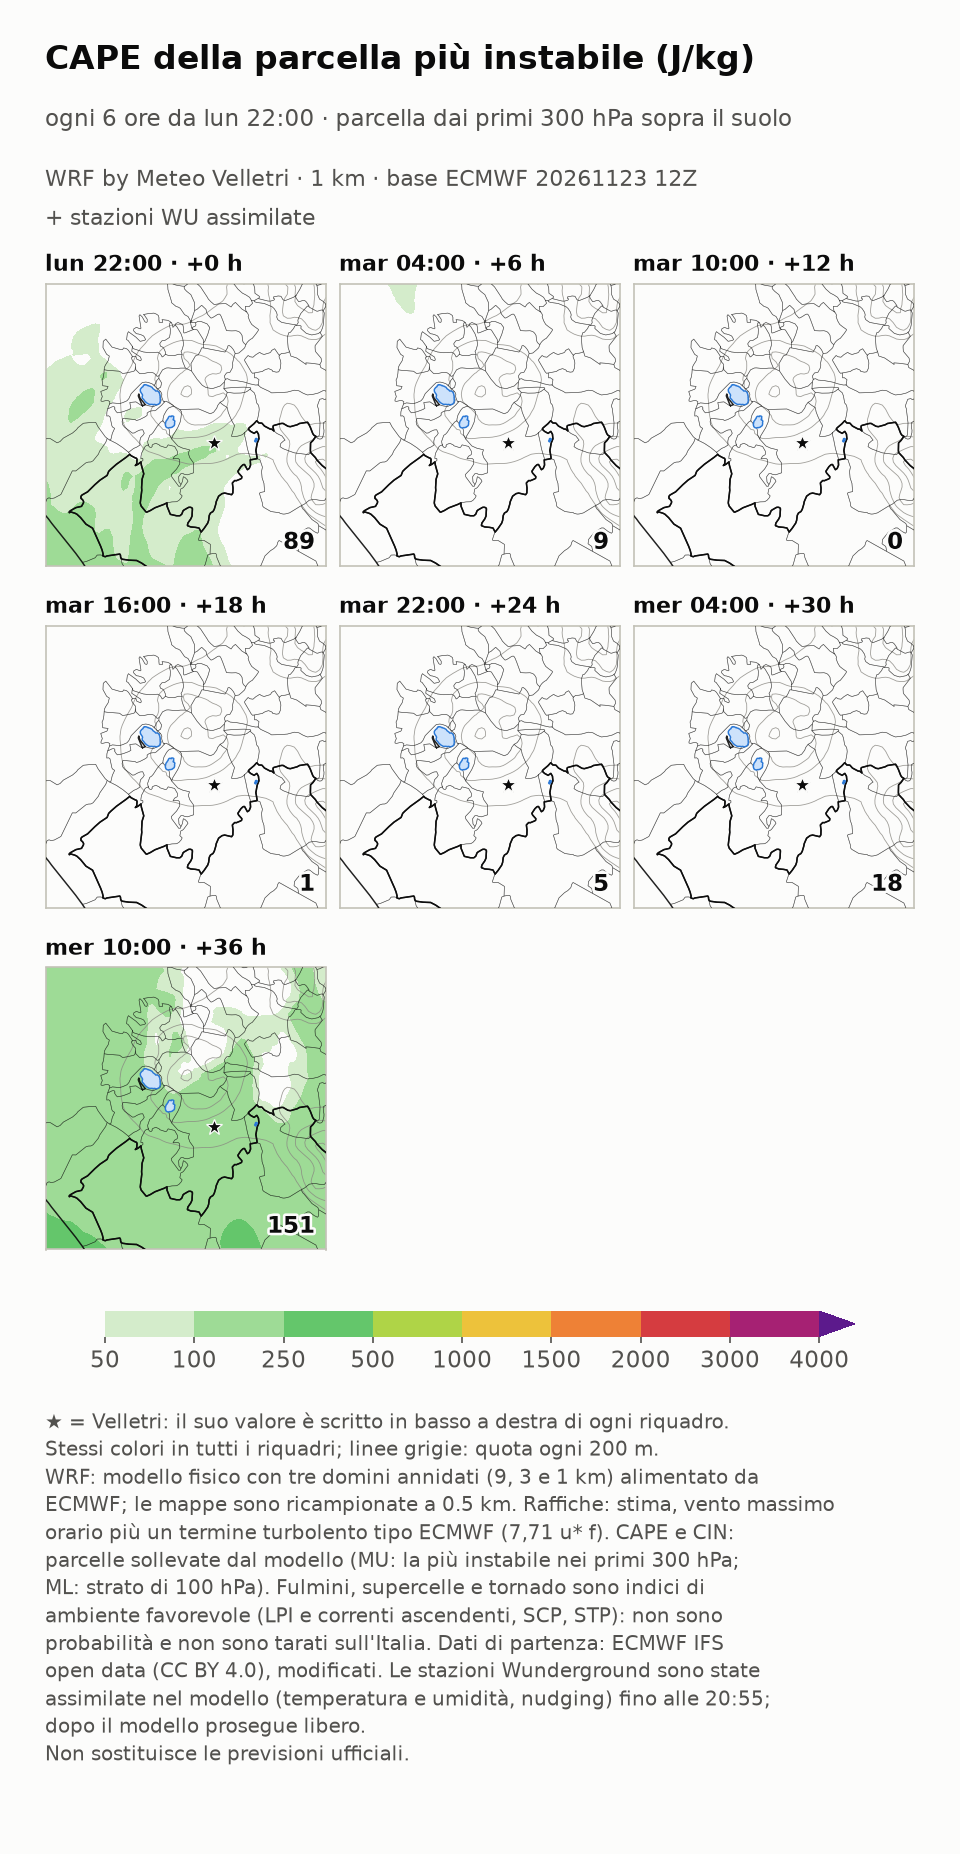 CAPE della parcella più instabile (J/kg)
ogni 6 ore da lun 22:00 · parcella dai primi 300 hPa sopra il suolo
WRF by Meteo Velletri · 1 km · base ECMWF 20261123 12Z
+ stazioni WU assimilate
lun 22:00 · +0 h
mar 04:00 · +6 h
mar 10:00 · +12 h
89
9
0
mar 16:00 · +18 h
mar 22:00 · +24 h
mer 04:00 · +30 h
1
5
18
mer 10:00 · +36 h
151
50 100 250 500 1000 1500 2000 3000 4000
★ = Velletri: il suo valore è scritto in basso a destra di ogni riquadro.
Stessi colori in tutti i riquadri; linee grigie: quota ogni 200 m.
WRF: modello fisico con tre domini annidati (9, 3 e 1 km) alimentato da
ECMWF; le mappe sono ricampionate a 0.5 km. Raffiche: stima, vento massimo
orario più un termine turbolento tipo ECMWF (7,71 u* f). CAPE e CIN:
parcelle sollevate dal modello (MU: la più instabile nei primi 300 hPa;
ML: strato di 100 hPa). Fulmini, supercelle e tornado sono indici di
ambiente favorevole (LPI e correnti ascendenti, SCP, STP): non sono
probabilità e non sono tarati sull'Italia. Dati di partenza: ECMWF IFS
open data (CC BY 4.0), modificati. Le stazioni Wunderground sono state
assimilate nel modello (temperatura e umidità, nudging) fino alle 20:55;
dopo il modello prosegue libero.
Non sostituisce le previsioni ufficiali.